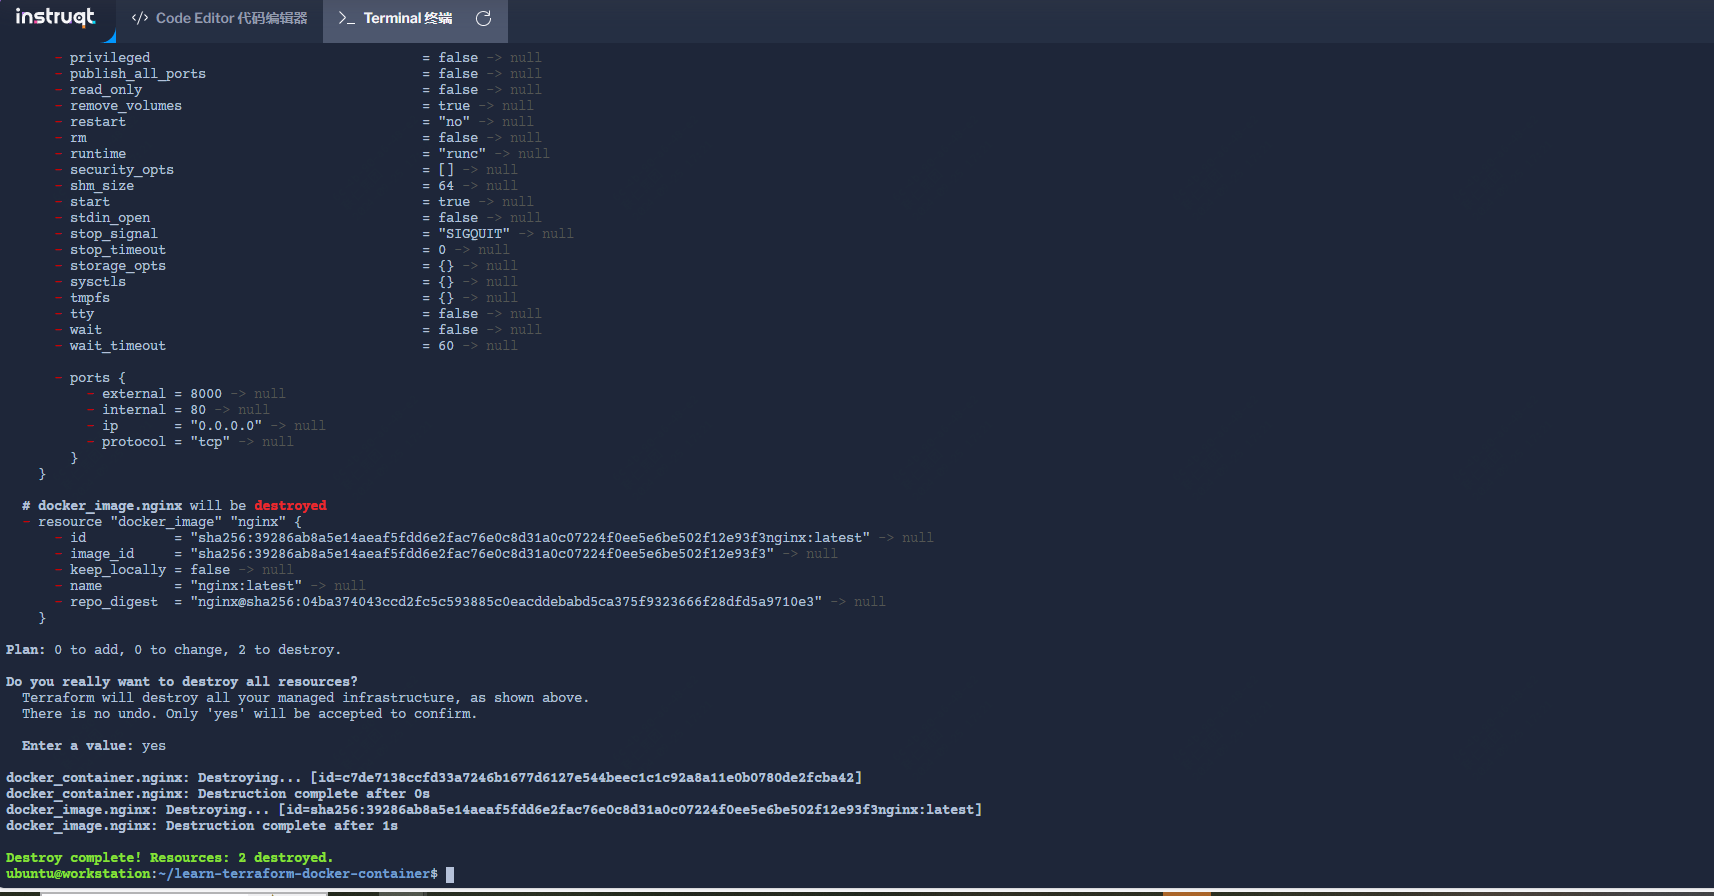 instruqt
</> Code Editor 代码编辑器
>_ Terminal 终端
- privileged = false -> null
- publish_all_ports = false -> null
- read_only = false -> null
- remove_volumes = true -> null
- restart = "no" -> null
- rm = false -> null
- runtime = "runc" -> null
- security_opts = [] -> null
- shm_size = 64 -> null
- start = true -> null
- stdin_open = false -> null
- stop_signal = "SIGQUIT" -> null
- stop_timeout = 0 -> null
- storage_opts = {} -> null
- sysctls = {} -> null
- tmpfs = {} -> null
- tty = false -> null
- wait = false -> null
- wait_timeout = 60 -> null
- ports {
- external = 8000 -> null
- internal = 80 -> null
- ip = "0.0.0.0" -> null
- protocol = "tcp" -> null
}
}
# docker_image.nginx will be destroyed
- resource "docker_image" "nginx" {
- id = "sha256:39286ab8a5e14aeaf5fdd6e2fac76e0c8d31a0c07224f0ee5e6be502f12e93f3nginx:latest" -> null
- image_id = "sha256:39286ab8a5e14aeaf5fdd6e2fac76e0c8d31a0c07224f0ee5e6be502f12e93f3" -> null
- keep_locally = false -> null
- name = "nginx:latest" -> null
- repo_digest = "nginx@sha256:04ba374043ccd2fc5c593885c0eacddebabd5ca375f9323666f28dfd5a9710e3" -> null
}
Plan: 0 to add, 0 to change, 2 to destroy.
Do you really want to destroy all resources?
Terraform will destroy all your managed infrastructure, as shown above.
There is no undo. Only 'yes' will be accepted to confirm.
Enter a value: yes
docker_container.nginx: Destroying... [id=c7de7138ccfd33a7246b1677d6127e544beec1c1c92a8a11e0b0780de2fcba42]
docker_container.nginx: Destruction complete after 0s
docker_image.nginx: Destroying... [id=sha256:39286ab8a5e14aeaf5fdd6e2fac76e0c8d31a0c07224f0ee5e6be502f12e93f3nginx:latest]
docker_image.nginx: Destruction complete after 1s
Destroy complete! Resources: 2 destroyed.
ubuntu@workstation:~/learn-terraform-docker-container$